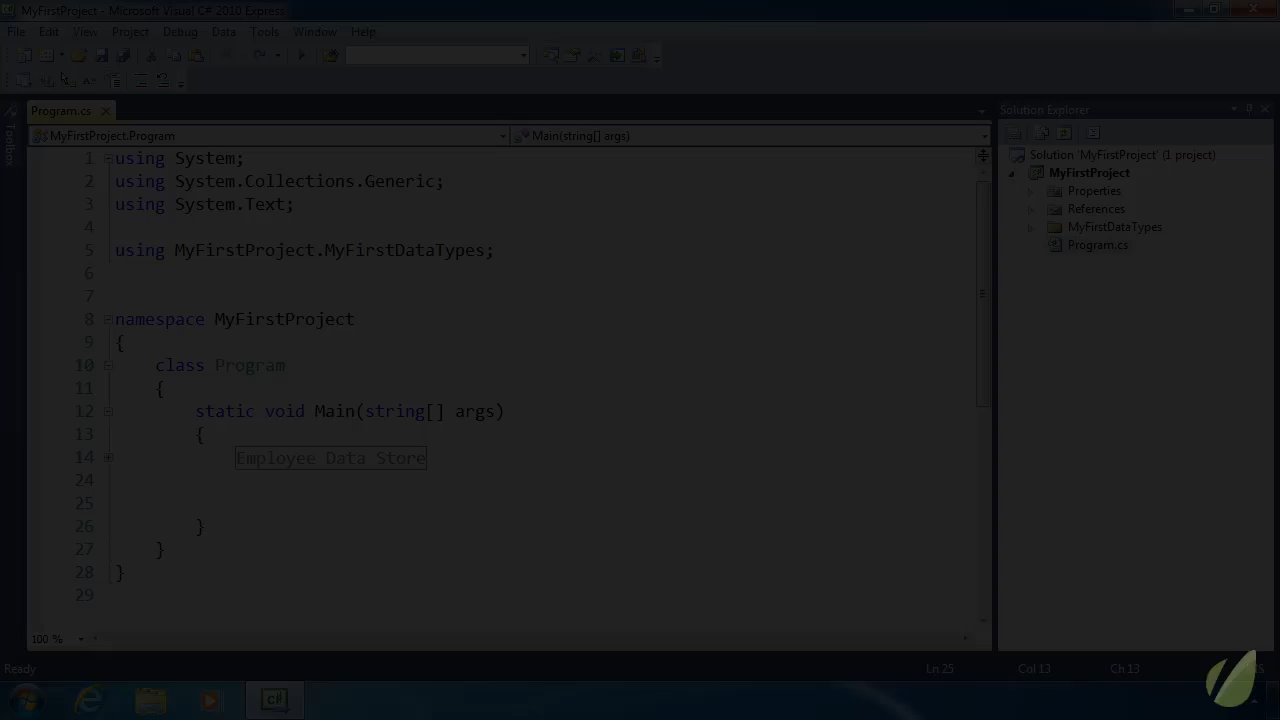 MyFirstProject - Microsoft Visual C# 2010 Express
File Edit View Project Debug Data Tools Window Help
Program.cs
Solution Explorer
Toolbox
MyFirstProject.Program
Main(string[] args)
Solution 'MyFirstProject' (1 project)
MyFirstProject
Properties
References
MyFirstDataTypes
Program.cs
1 using System;
2 using System.Collections.Generic;
3 using System.Text;
4
5 using MyFirstProject.MyFirstDataTypes;
6
7
8 namespace MyFirstProject
9 {
10 class Program
11 {
12 static void Main(string[] args)
13 {
14 Employee Data Store
24
25
26 }
27 }
28 }
29
100 %
Ready Ln 25 Col 13 Ch 13